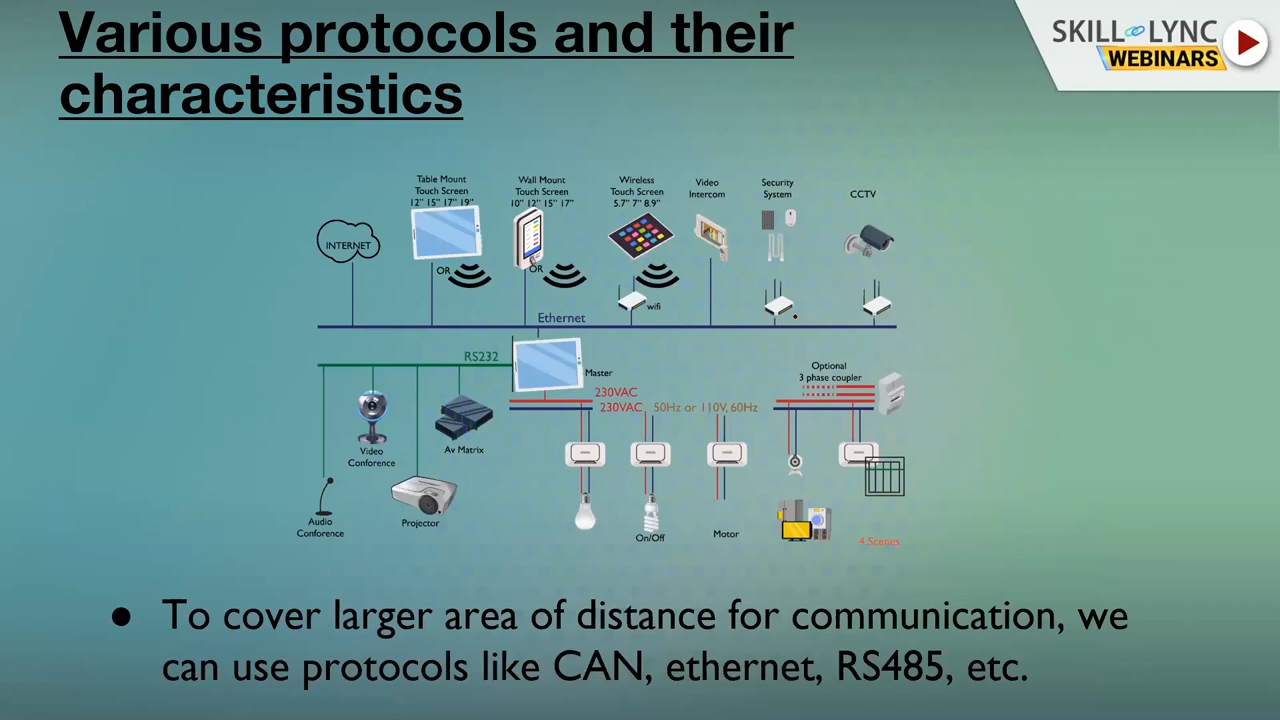 Various protocols and their
characteristics
SKILL LYNC
WEBINARS
Table Mount
Touch Screen
12" 15" 17" 19"
Wall Mount
Touch Screen
10" 12" 15" 17"
Wireless
Touch Screen
5.7" 7" 8.9"
Video
Intercom
Security
System
CCTV
INTERNET
OR
OR
wifi
Ethernet
RS232
Master
Optional
3 phase coupler
230VAC
230VAC 50Hz or 110V, 60Hz
Video
Conference
Av Matrix
Audio
Conference
Projector
On/Off
Motor
4 Scenes
● To cover larger area of distance for communication, we
can use protocols like CAN, ethernet, RS485, etc.